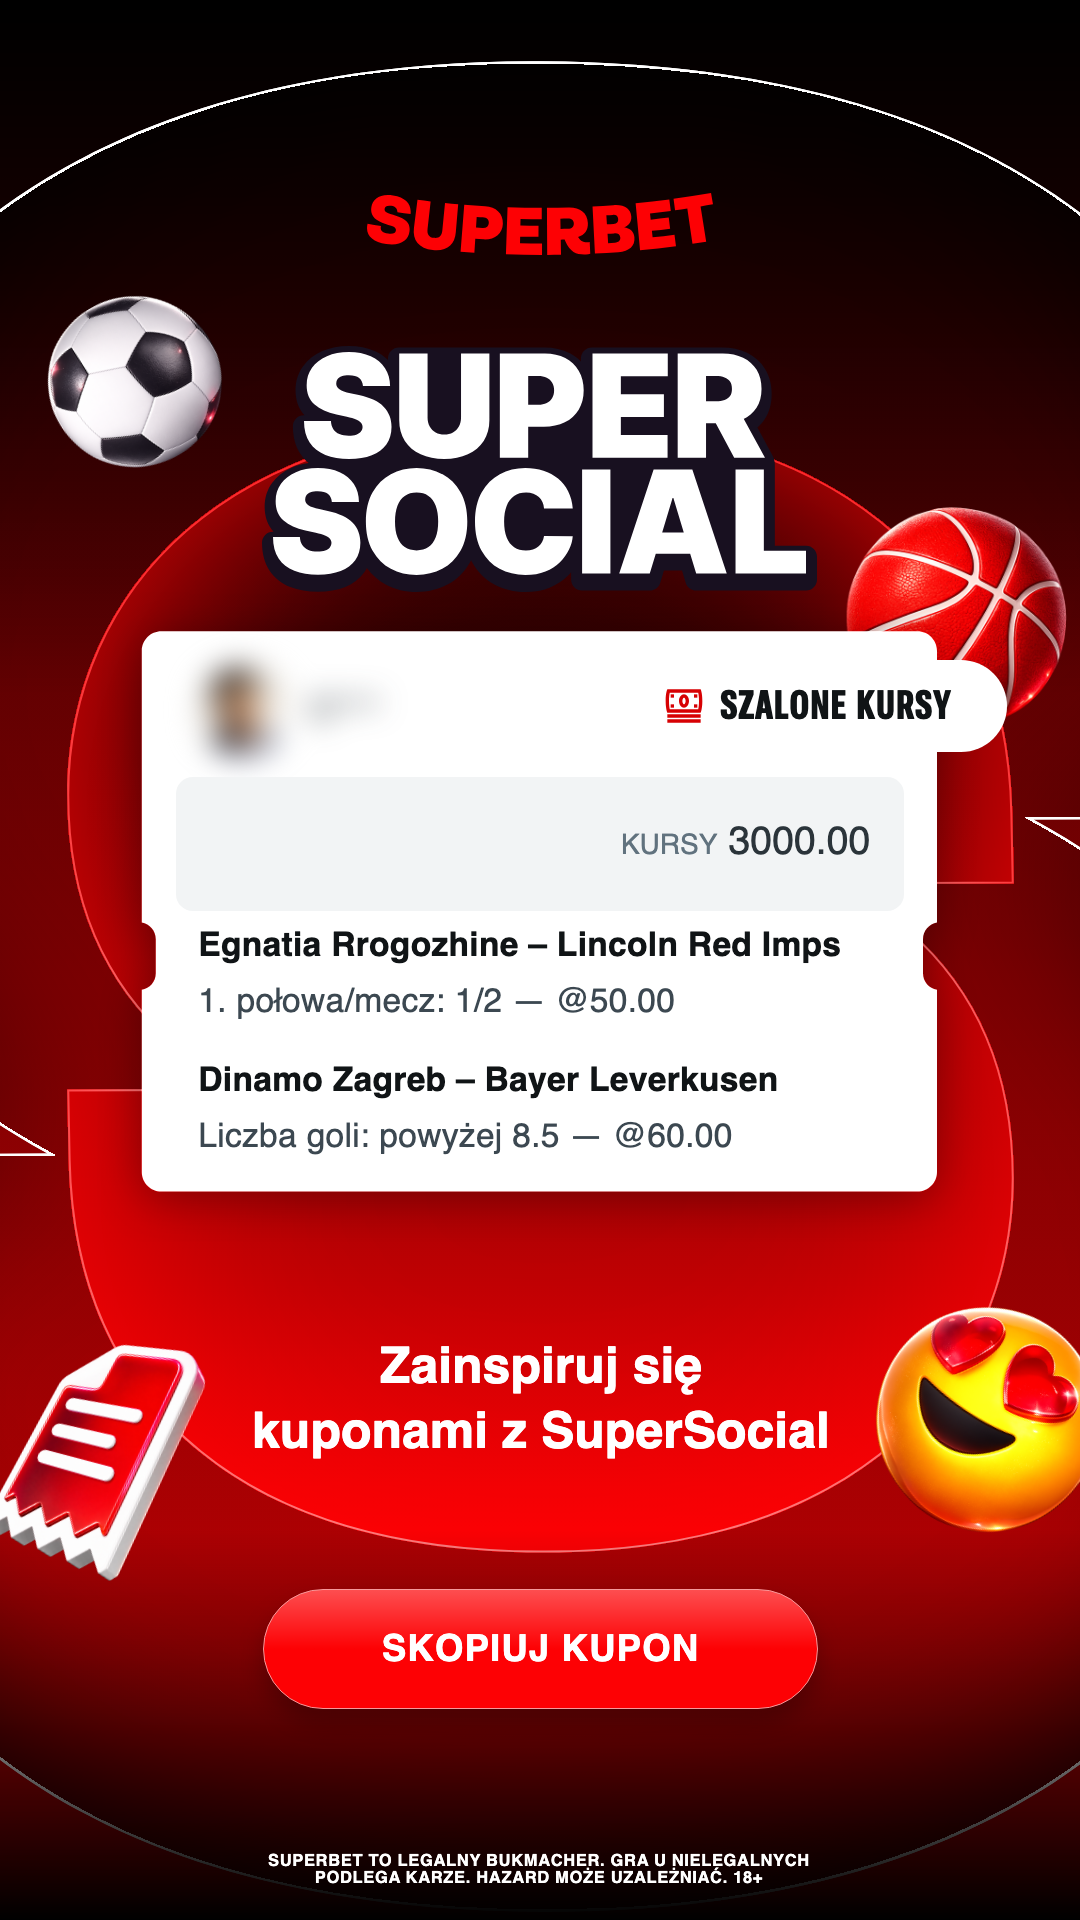 SUPERBET
SUPER
SOCIAL
SZALONE KURSY
KURSY 3000.00
Egnatia Rrogozhine – Lincoln Red Imps
1. połowa/mecz: 1/2 — @50.00
Dinamo Zagreb – Bayer Leverkusen
Liczba goli: powyżej 8.5 — @60.00
Zainspiruj się
kuponami z SuperSocial
SKOPIUJ KUPON
SUPERBET TO LEGALNY BUKMACHER. GRA U NIELEGALNYCH
PODLEGA KARZE. HAZARD MOŻE UZALEŻNIAĆ. 18+